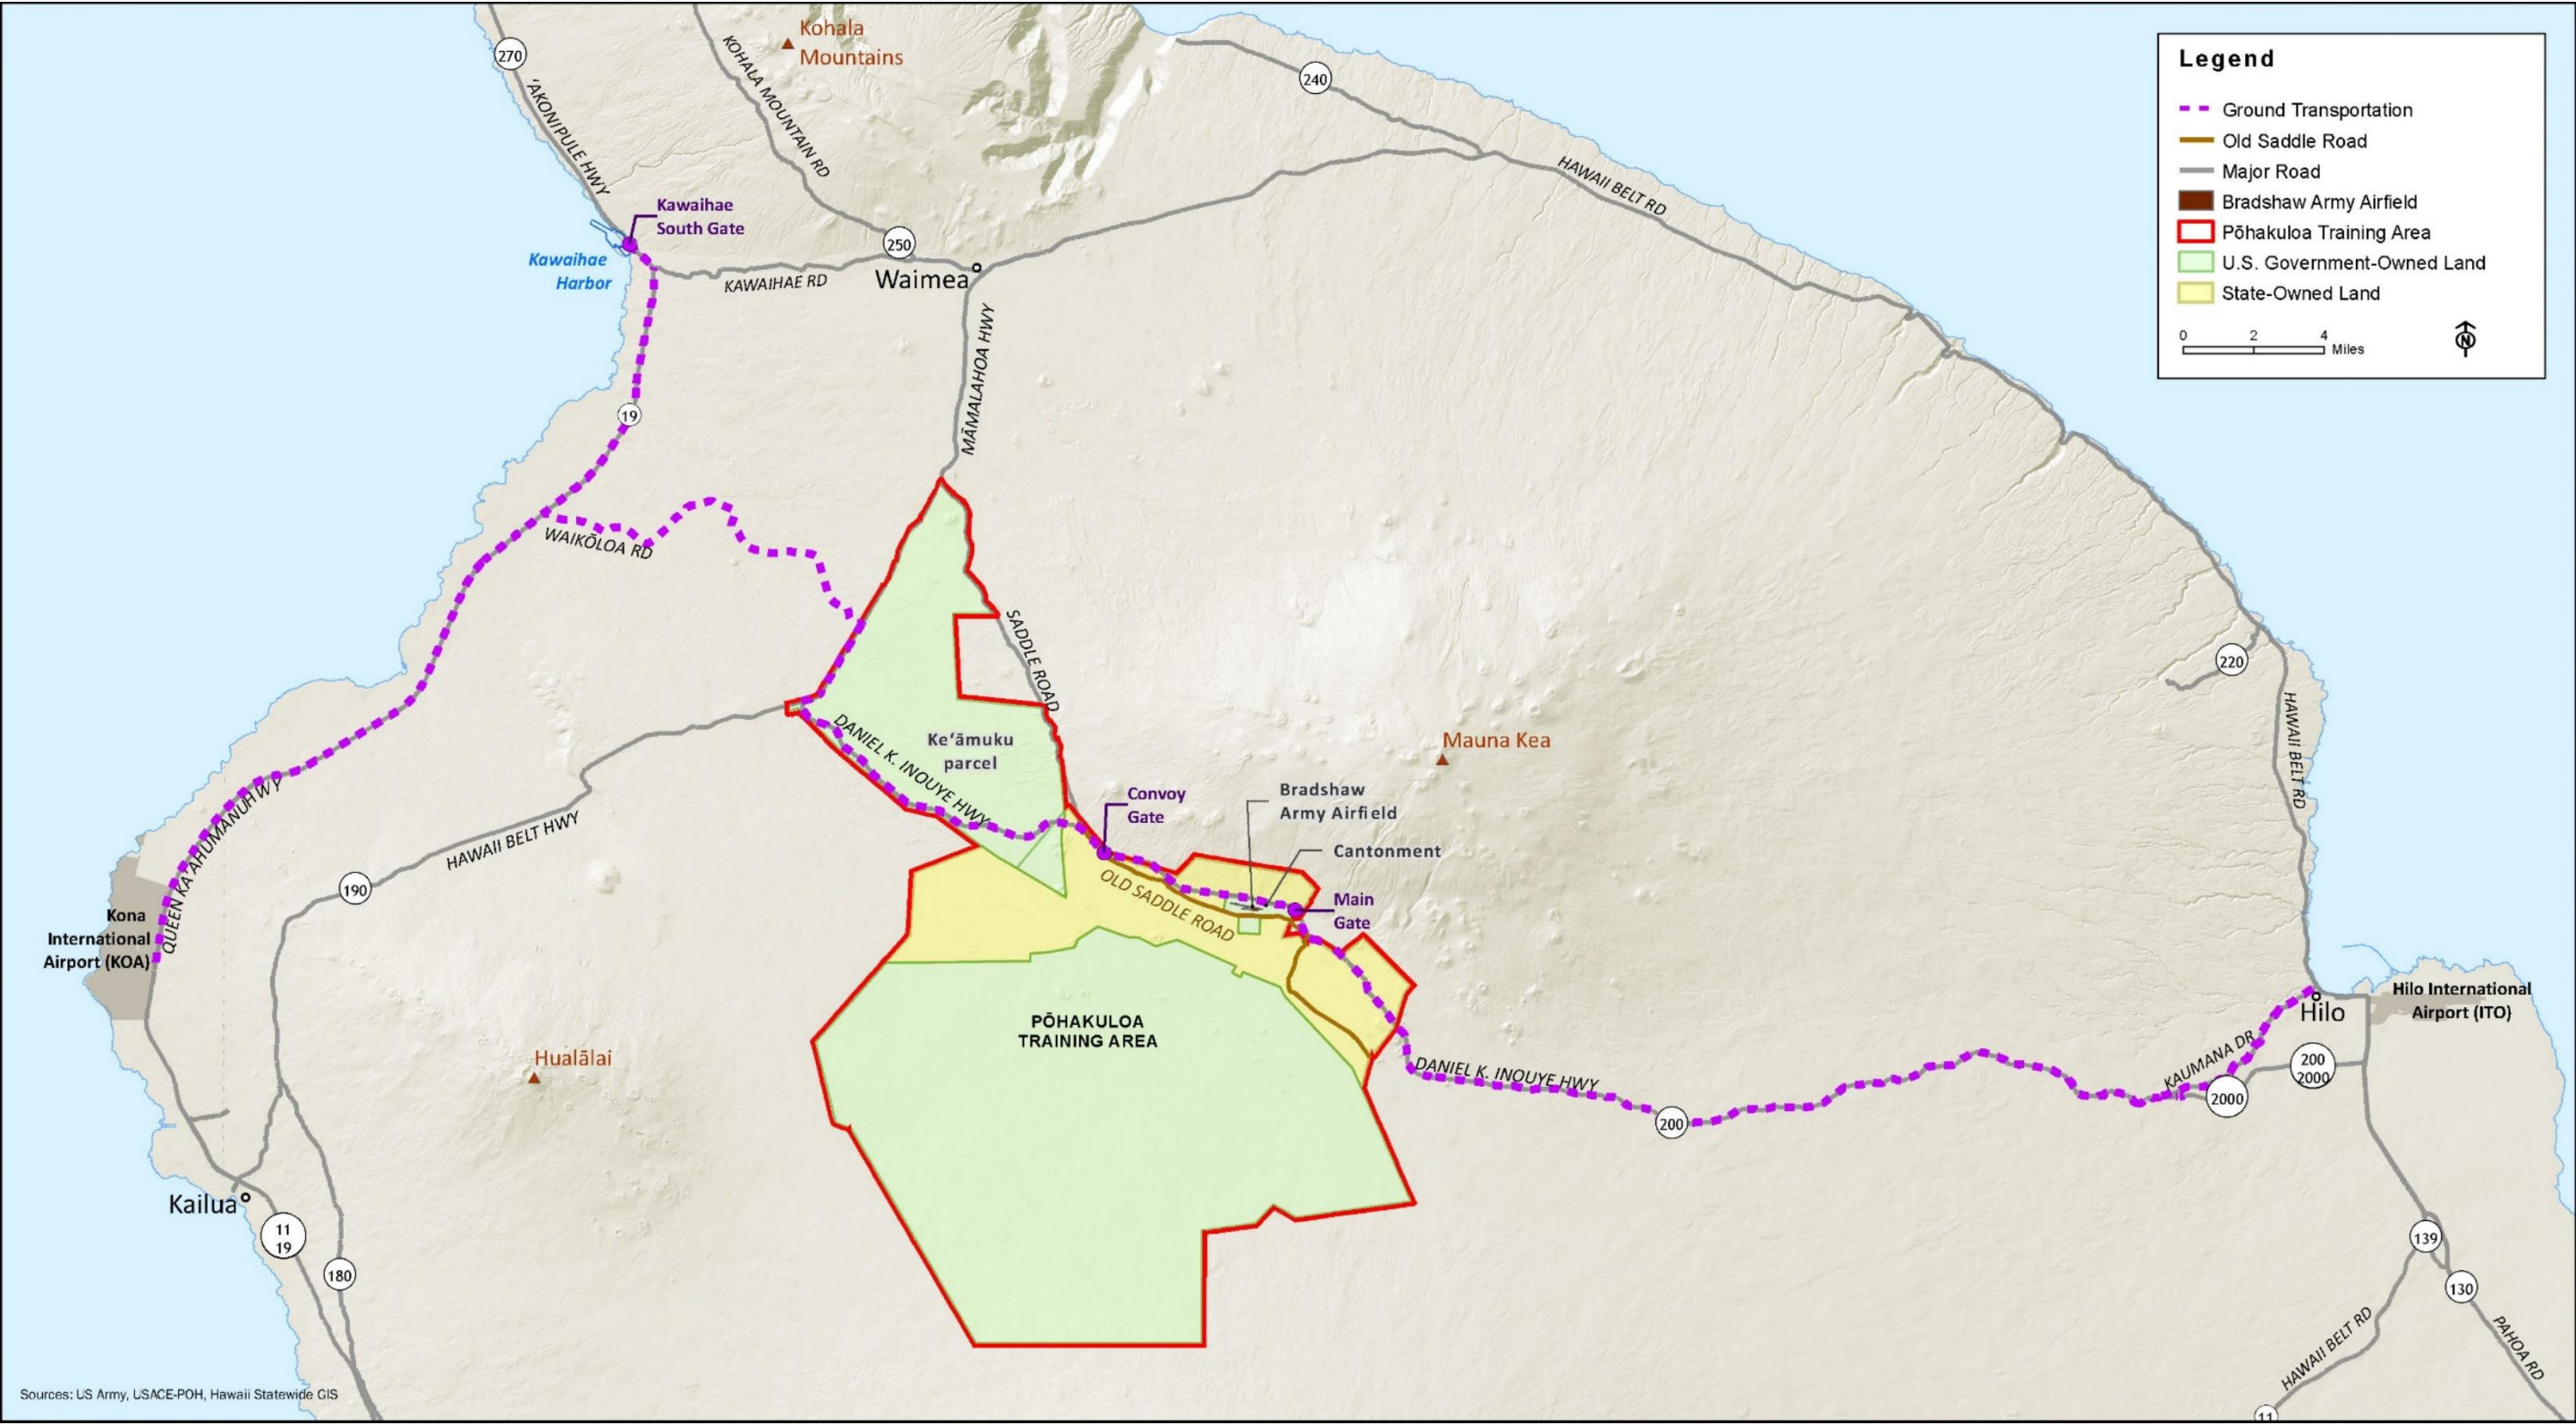 270
Kohala
Mountains
KOHALA MOUNTAIN RD
'AKONIPULE HWY
240
HAWAII BELT RD
Legend
Ground Transportation
Old Saddle Road
Major Road
Bradshaw Army Airfield
Pōhakuloa Training Area
U.S. Government-Owned Land
State-Owned Land
0 2 4
Miles
N
Kawaihae
South Gate
Kawaihae
Harbor
250
Waimea
KAWAIHAE RD
MĀMALAHOA HWY
19
WAIKŌLOA RD
SADDLE ROAD
220
HAWAII BELT RD
DANIEL K. INOUYE HWY
Ke'āmuku
parcel
Mauna Kea
Convoy
Gate
Bradshaw
Army Airfield
Cantonment
QUEEN KA'AHUMANUH W Y
HAWAII BELT HWY
190
OLD SADDLE ROAD
Main
Gate
Kona
International
Airport (KOA)
PŌHAKULOA
TRAINING AREA
Hualālai
DANIEL K. INOUYE HWY
200
KAUMANA DR
2000
200
2000
Hilo
Hilo International
Airport (ITO)
Kailua
11
19
180
139
130
HAWAII BELT RD
PAHOA RD
11
Sources: US Army, USACE-POH, Hawaii Statewide GIS